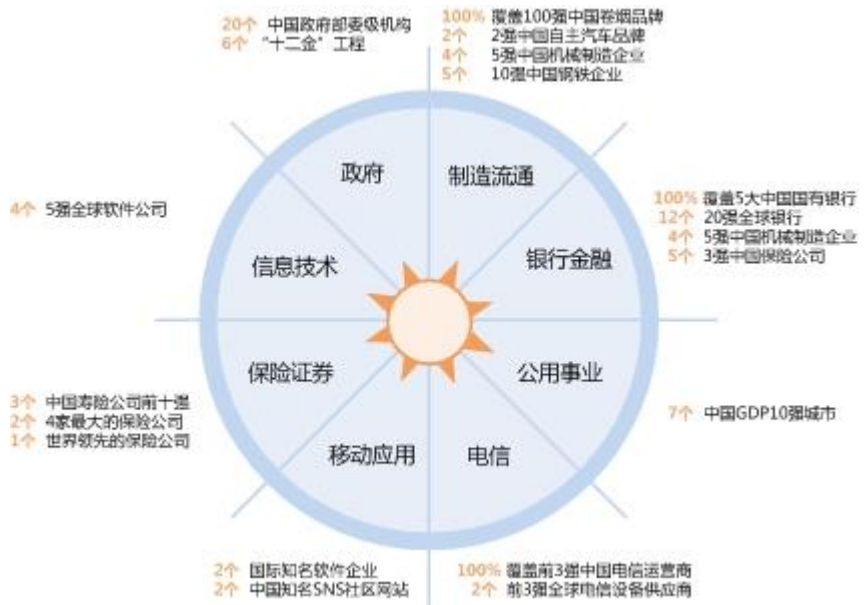 20个 中国政府部委级机构
6个 “十二金”工程
100% 覆盖100强中国卷烟品牌
2个 2强中国自主汽车品牌
4个 5强中国机械制造企业
5个 10强中国钢铁企业
政府
制造流通
4个 5强全球软件公司
100% 覆盖5大中国国有银行
12个 20强全球银行
4个 5强中国机械制造企业
5个 3强中国保险公司
信息技术
银行金融
保险证券
公用事业
3个 中国寿险公司前十强
2个 4家最大的保险公司
1个 世界领先的保险公司
7个 中国GDP10强城市
移动应用
电信
2个 国际知名软件企业
2个 中国知名SNS社区网站
100% 覆盖前3强中国电信运营商
2个 前3强全球电信设备供应商